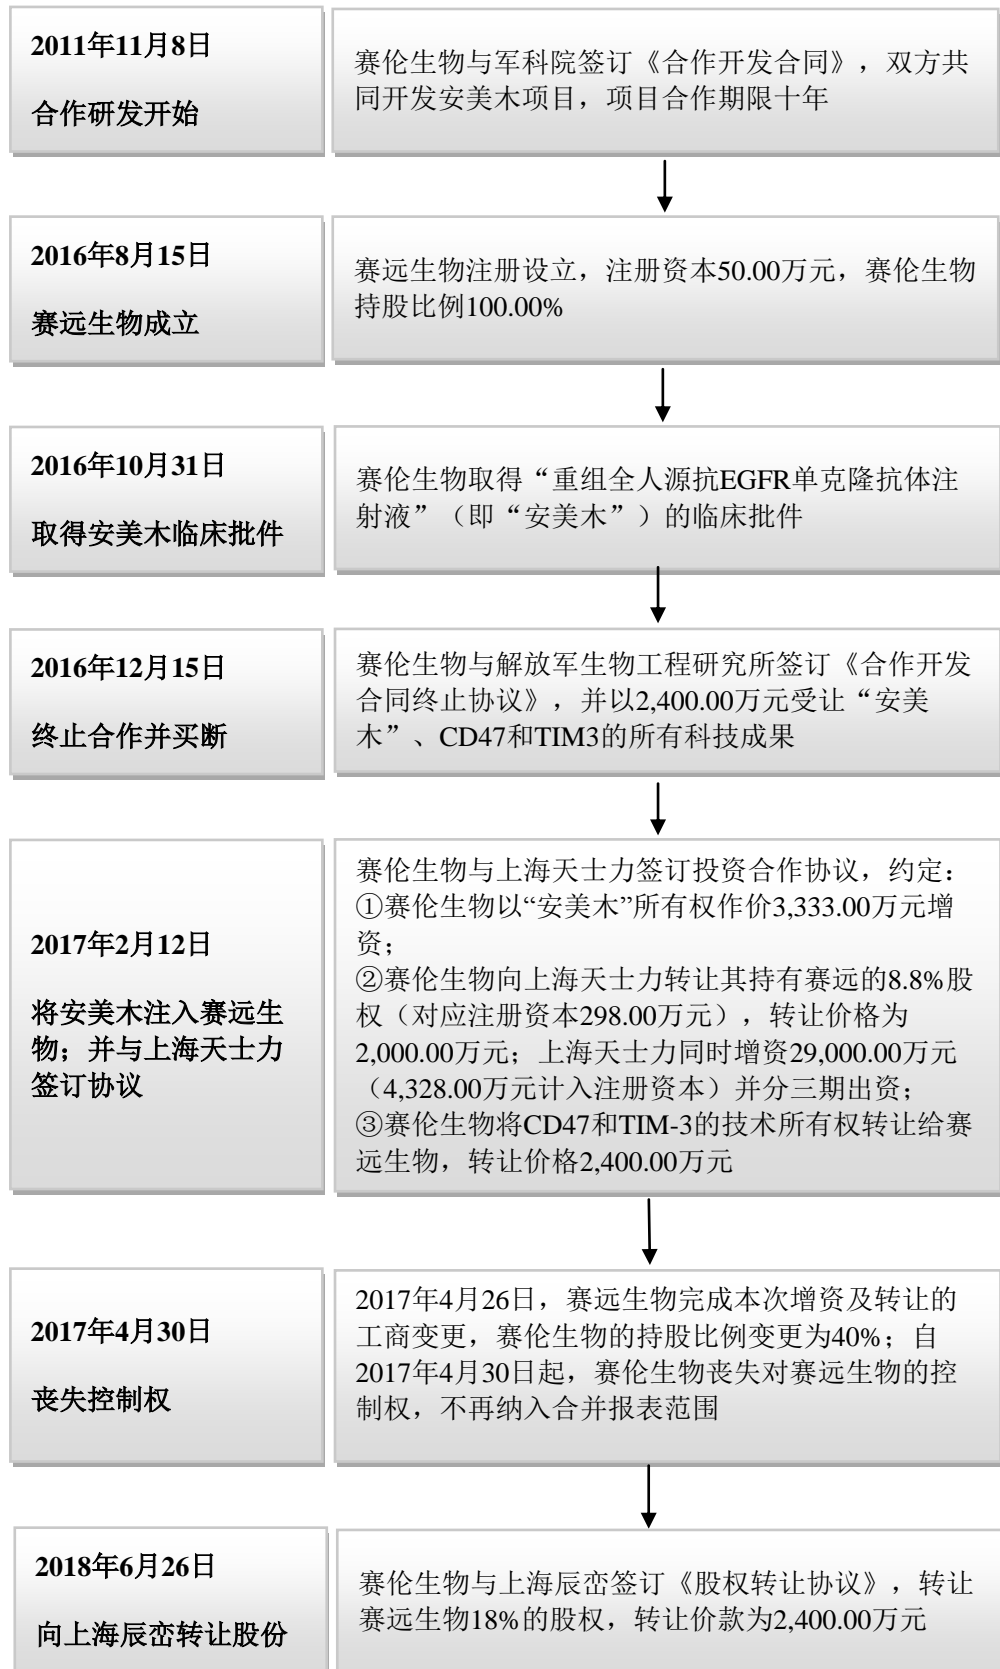 2011年11月8日
合作研发开始
赛伦生物与军科院签订《合作开发合同》，双方共
同开发安美木项目，项目合作期限十年
2016年8月15日
赛远生物成立
赛远生物注册设立，注册资本50.00万元，赛伦生物
持股比例100.00%
2016年10月31日
取得安美木临床批件
赛伦生物取得“重组全人源抗EGFR单克隆抗体注
射液”（即“安美木”）的临床批件
2016年12月15日
终止合作并买断
赛伦生物与解放军生物工程研究所签订《合作开发
合同终止协议》，并以2,400.00万元受让“安美
木”、CD47和TIM3的所有科技成果
2017年2月12日
将安美木注入赛远生
物；并与上海天士力
签订协议
赛伦生物与上海天士力签订投资合作协议，约定：
①赛伦生物以“安美木”所有权作价3,333.00万元增
资；
②赛伦生物向上海天士力转让其持有赛远的8.8%股
权（对应注册资本298.00万元），转让价格为
2,000.00万元；上海天士力同时增资29,000.00万元
（4,328.00万元计入注册资本）并分三期出资；
③赛伦生物将CD47和TIM-3的技术所有权转让给赛
远生物，转让价格2,400.00万元
2017年4月30日
丧失控制权
2017年4月26日，赛远生物完成本次增资及转让的
工商变更，赛伦生物的持股比例变更为40%；自
2017年4月30日起，赛伦生物丧失对赛远生物的控
制权，不再纳入合并报表范围
2018年6月26日
向上海辰峦转让股份
赛伦生物与上海辰峦签订《股权转让协议》，转让
赛远生物18%的股权，转让价款为2,400.00万元